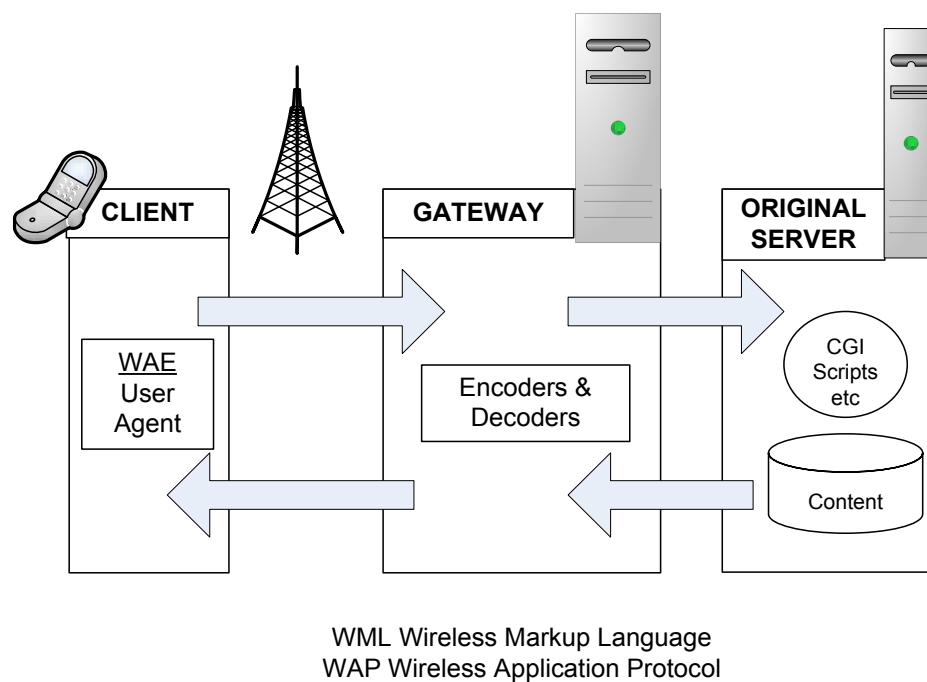 CLIENT
GATEWAY
ORIGINAL
SERVER
WAE
User
Agent
Encoders &
Decoders
CGI
Scripts
etc
Content
WML Wireless Markup Language
WAP Wireless Application Protocol